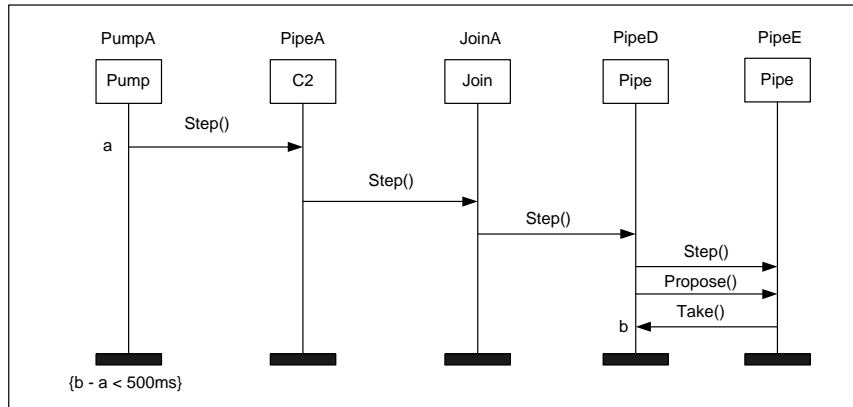 PumpA PipeA JoinA PipeD PipeE
Pump C2 Join Pipe Pipe
Step()
a
Step()
Step()
Step()
Propose()
Take()
b
{b - a < 500ms}